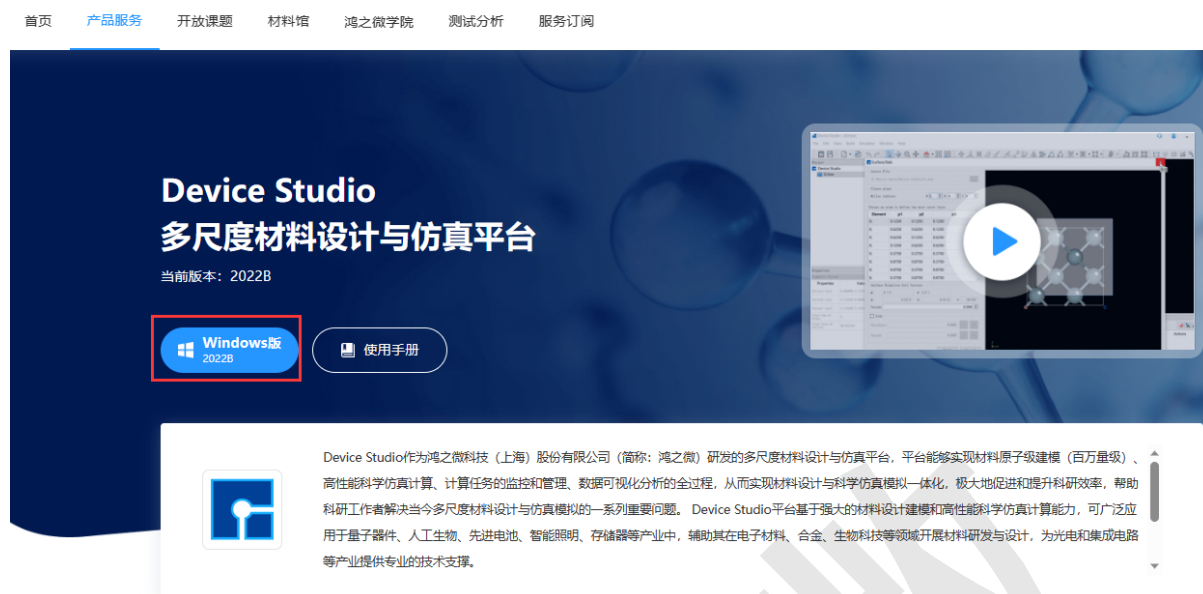 首页 产品服务 开放课题 材料馆 鸿之微学院 测试分析 服务订阅
Device Studio
多尺度材料设计与仿真平台
当前版本：2022B
Windows版
2022B
使用手册
Device Studio作为鸿之微科技（上海）股份有限公司（简称：鸿之微）研发的多尺度材料设计与仿真平台，平台能够实现材料原子级建模（百万量级）、
高性能科学仿真计算、计算任务的监控和管理、数据可视化分析的全过程，从而实现材料设计与科学仿真模拟一体化，极大地促进和提升科研效率，帮助
科研工作者解决当今多尺度材料设计与仿真模拟的一系列重要问题。 Device Studio平台基于强大的材料设计建模和高性能科学仿真计算能力，可广泛应
用于量子器件、人工生物、先进电池、智能照明、存储器等产业中，辅助其在电子材料、合金、生物科技等领域开展材料研发与设计，为光电和集成电路
等产业提供专业的技术支撑。